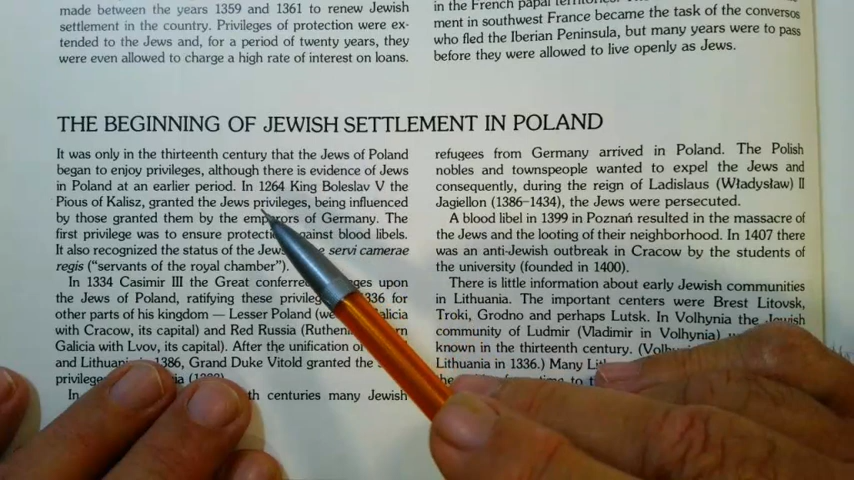 made between the years 1359 and 1361 to renew Jewish
settlement in the country. Privileges of protection were ex-
tended to the Jews and, for a period of twenty years, they
were even allowed to charge a high rate of interest on loans.
in the French papal
ment in southwest France became the task of the conversos
who fled the Iberian Peninsula, but many years were to pass
before they were allowed to live openly as Jews.
THE BEGINNING OF JEWISH SETTLEMENT IN POLAND
It was only in the thirteenth century that the Jews of Poland
began to enjoy privileges, although there is evidence of Jews
in Poland at an earlier period. In 1264 King Boleslav V the
Pious of Kalisz, granted the Jews privileges, being influenced
by those granted them by the emperors of Germany. The
first privilege was to ensure against blood libels.
It also recognized the status of the Jews servi camerae
regis (“servants of the royal chamber”).
In 1334 Casimir III the Great conferred upon
the Jews of Poland, ratifying these for
other parts of his kingdom — Lesser Poland
with Cracow, its capital) and Red Russia
Galicia with Lvov, its capital). After the unification
and 1386, Grand Duke Vitold granted the
In centuries many Jewish
refugees from Germany arrived in Poland. The Polish
nobles and townspeople wanted to expel the Jews and
consequently, during the reign of Ladislaus (Władysław) II
Jagiellon (1386–1434), the Jews were persecuted.
A blood libel in 1399 in Poznań resulted in the massacre of
the Jews and the looting of their neighborhood. In 1407 there
was an anti-Jewish outbreak in Cracow by the students of
the university (founded in 1400).
There is little information about early Jewish communities
in Lithuania. The important centers were Brest Litovsk,
Troki, Grodno and perhaps Lutsk. In Volhynia the Jewish
community of Ludmir (Vladimir in Volhynia)
known in the thirteenth century.
Lithuania in 1336.) Many